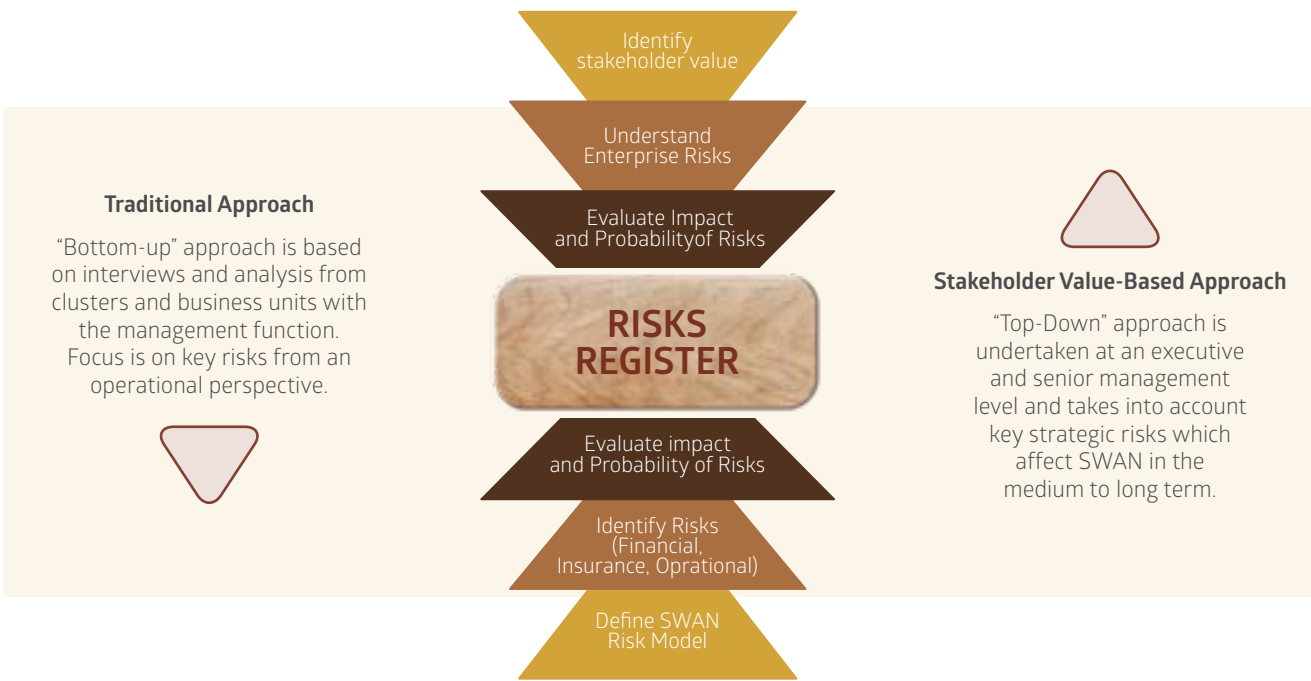 Identify
stakeholder value
Understand
Enterprise Risks
Evaluate Impact
and Probabilityof Risks
Traditional Approach
“Bottom-up” approach is based
on interviews and analysis from
clusters and business units with
the management function.
Focus is on key risks from an
operational perspective.
RISKS
REGISTER
Stakeholder Value-Based Approach
“Top-Down” approach is
undertaken at an executive
and senior management
level and takes into account
key strategic risks which
affect SWAN in the
medium to long term.
Evaluate impact
and Probability of Risks
Identify Risks
(Financial,
Insurance, Oprational)
Define SWAN
Risk Model